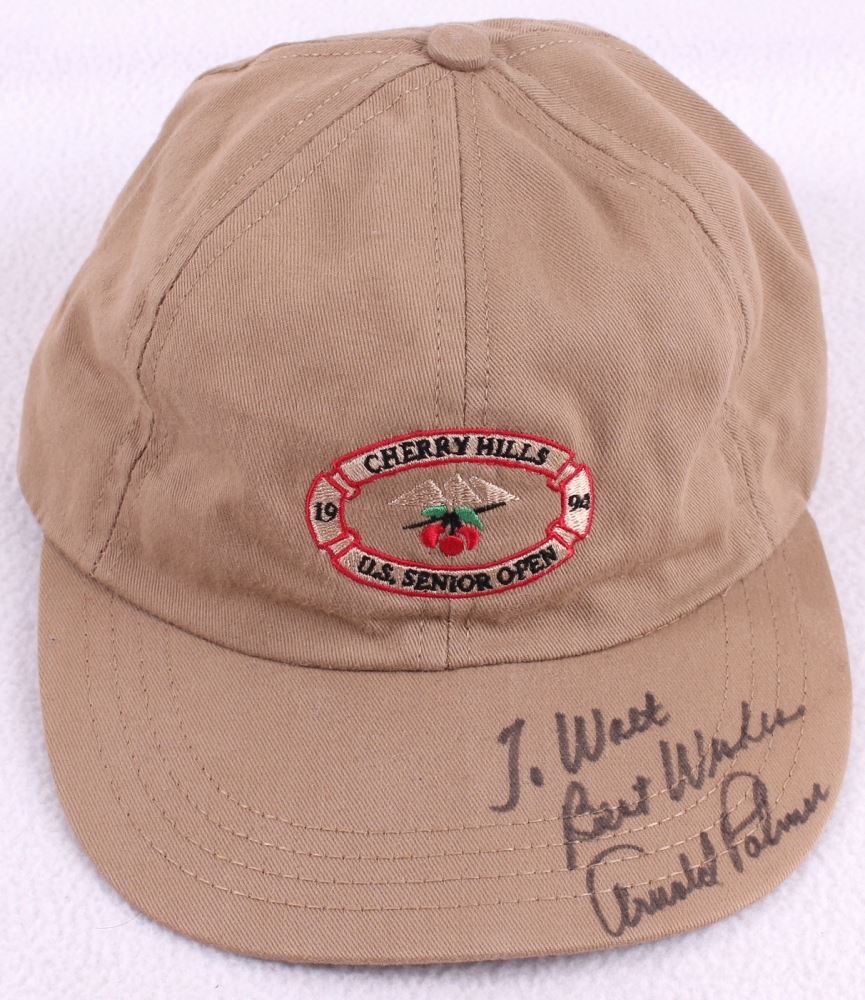 CHERRY HILLS
19 94
U.S. SENIOR OPEN
To Walt
Best Wishes
Arnold Palmer